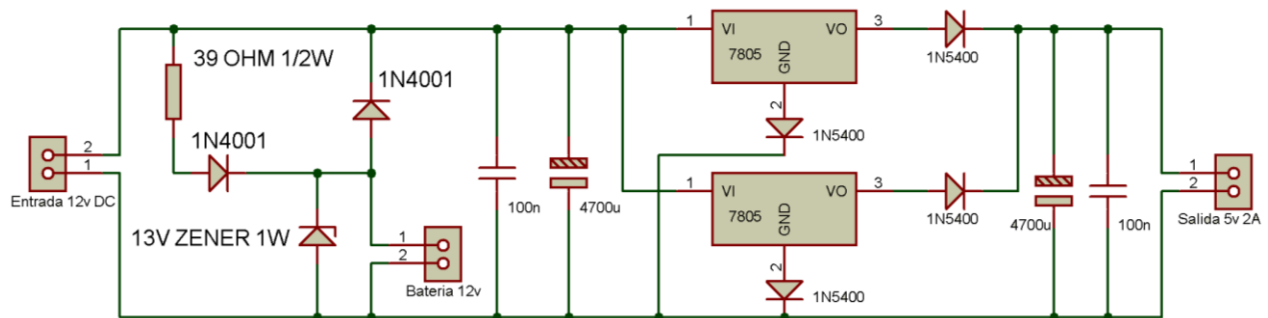 39 OHM 1/2W
1N4001
1N4001
2
1
Entrada 12v DC
13V ZENER 1W
1
2
Bateria 12v
100n
4700u
1
VI
VO
3
7805
GND
2
1N5400
1N5400
1
VI
VO
3
7805
GND
2
1N5400
1N5400
4700u
100n
1
2
Salida 5v 2A